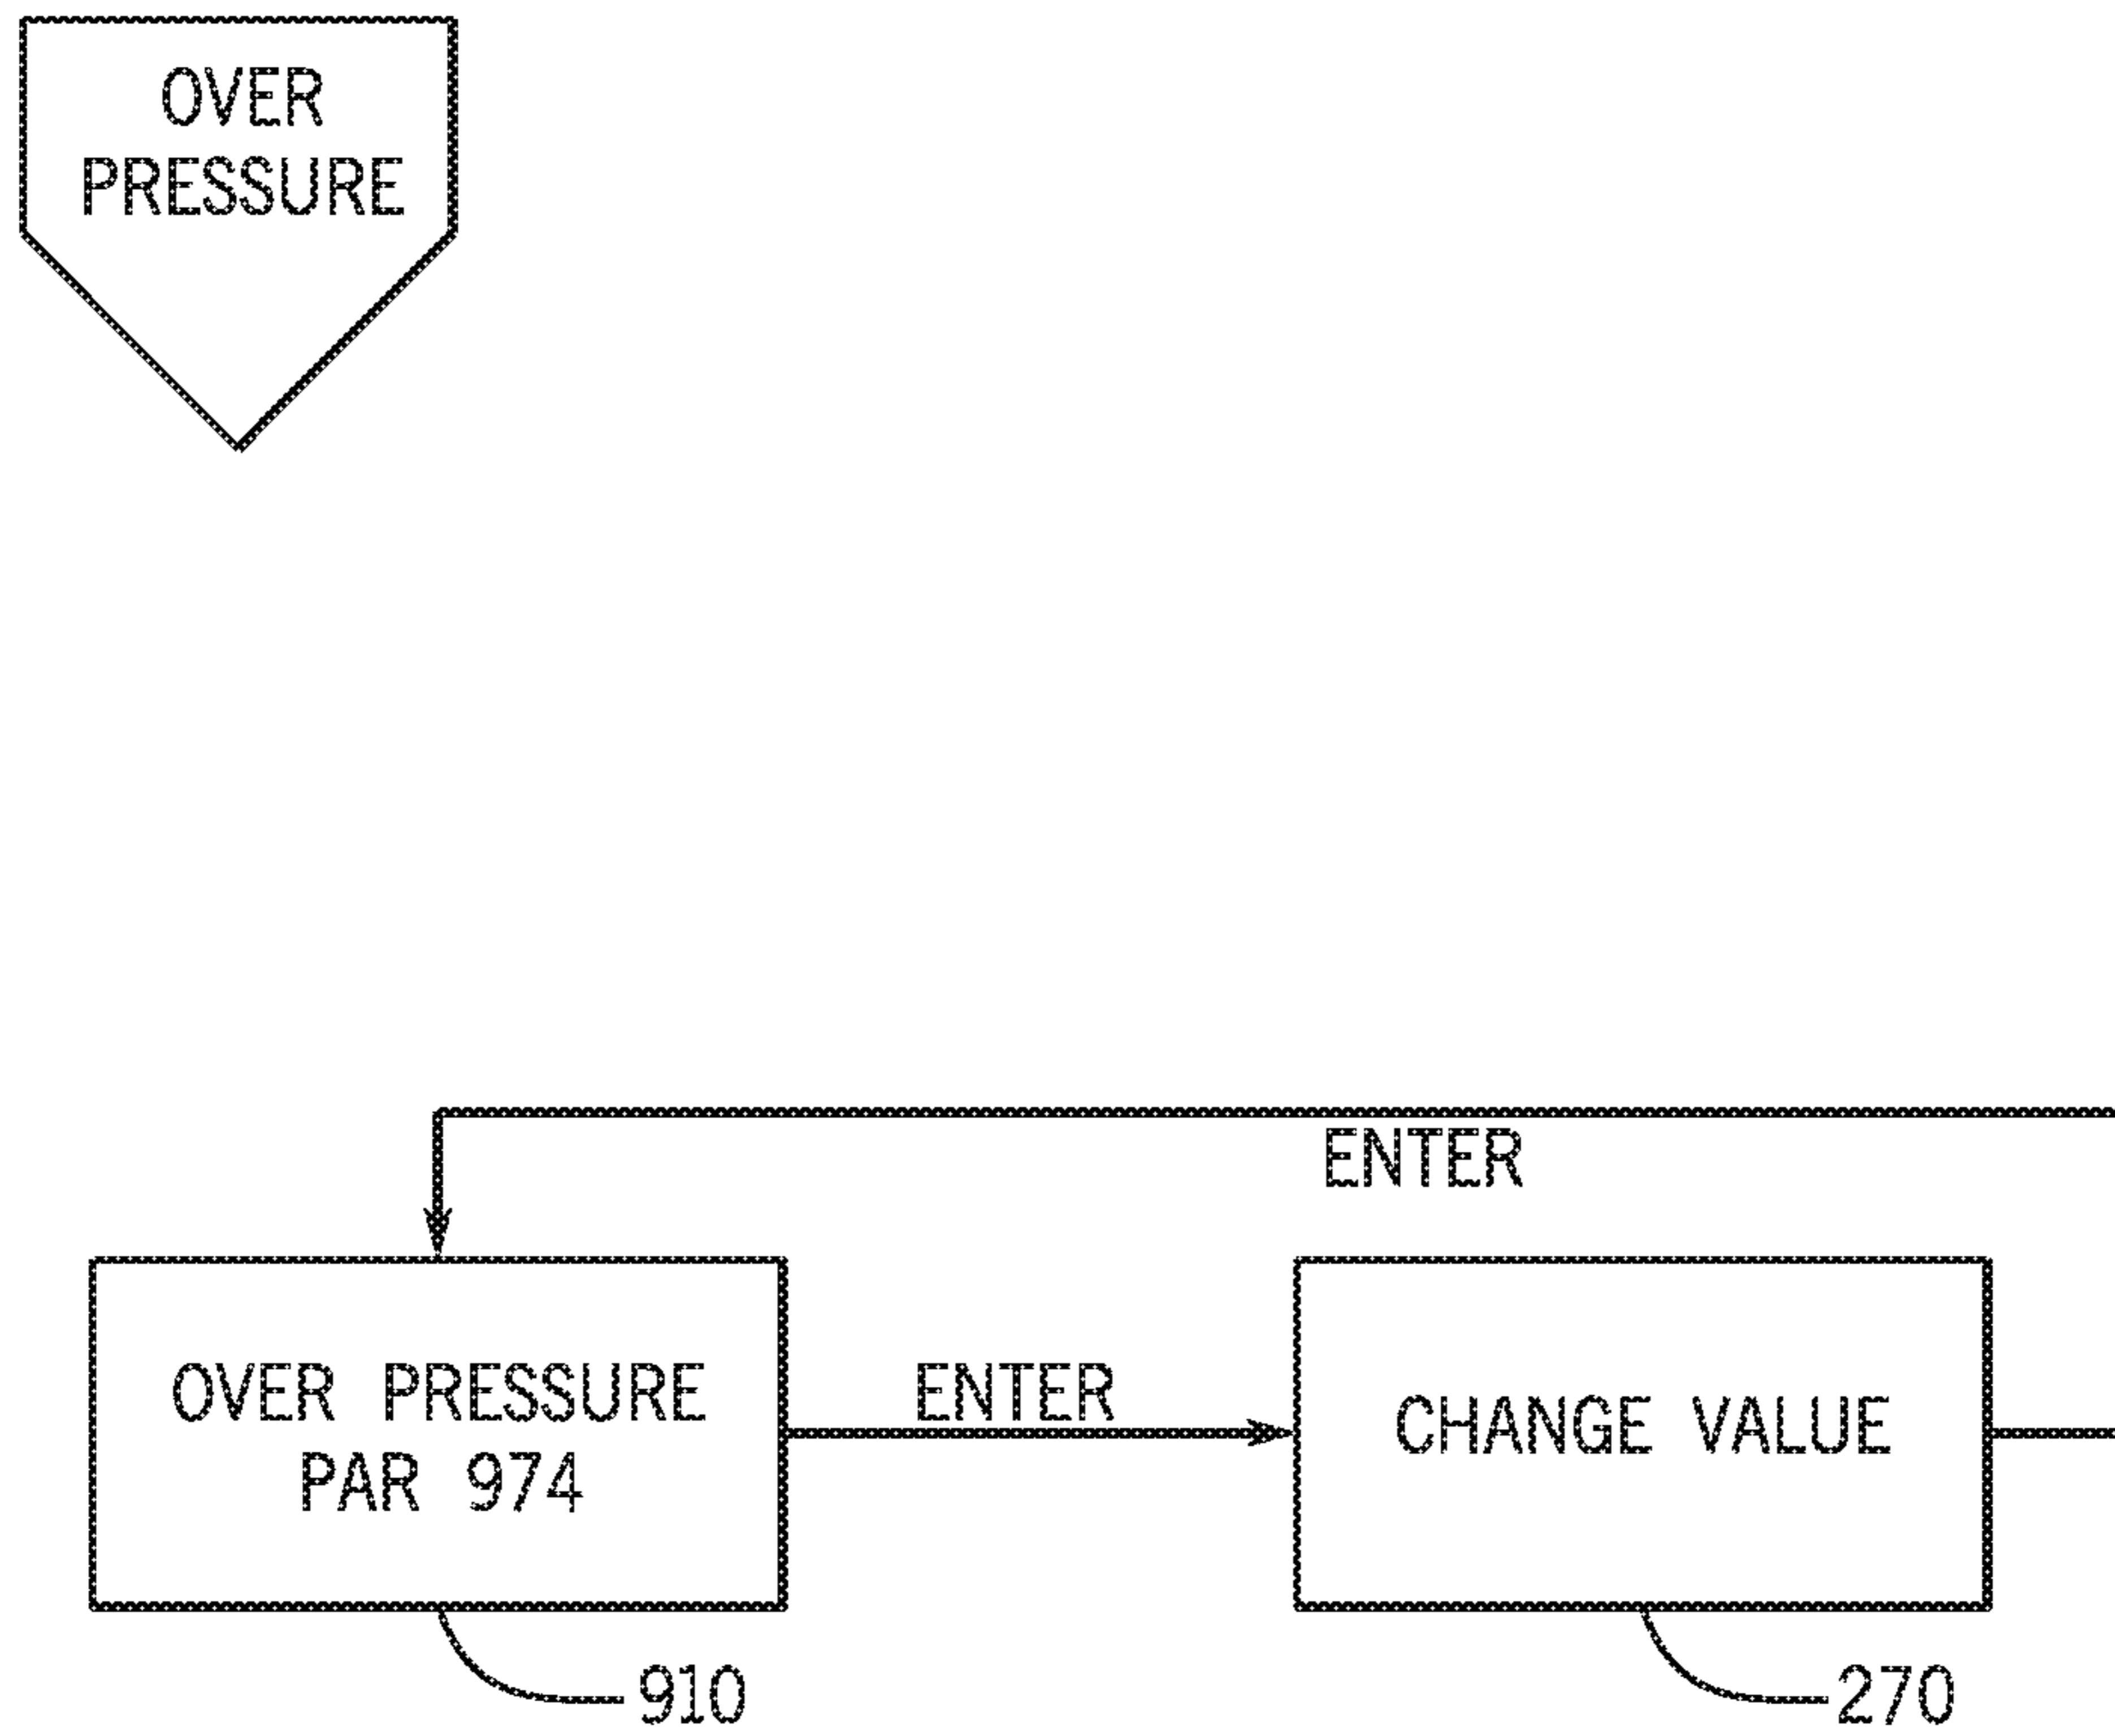 OVER
PRESSURE
ENTER
OVER PRESSURE
PAR 974
ENTER
CHANGE VALUE
910
270